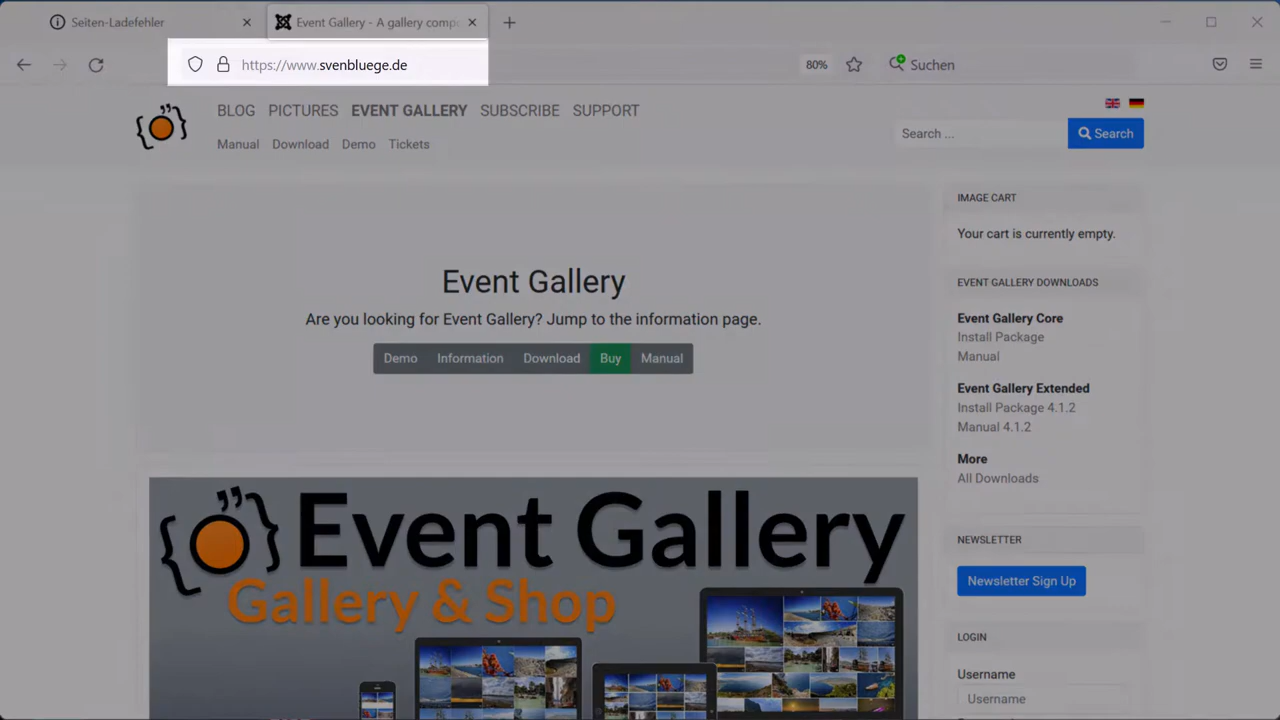 Seiten-Ladefehler
Event Gallery - A gallery comp
https://www.svenbluege.de
80%
Suchen
BLOG PICTURES EVENT GALLERY SUBSCRIBE SUPPORT
Manual Download Demo Tickets
Search ...
Search
IMAGE CART
Your cart is currently empty.
Event Gallery
Are you looking for Event Gallery? Jump to the information page.
Demo Information Download Buy Manual
EVENT GALLERY DOWNLOADS
Event Gallery Core
Install Package
Manual
Event Gallery Extended
Install Package 4.1.2
Manual 4.1.2
More
All Downloads
Event Gallery
Gallery & Shop
NEWSLETTER
Newsletter Sign Up
LOGIN
Username
Username